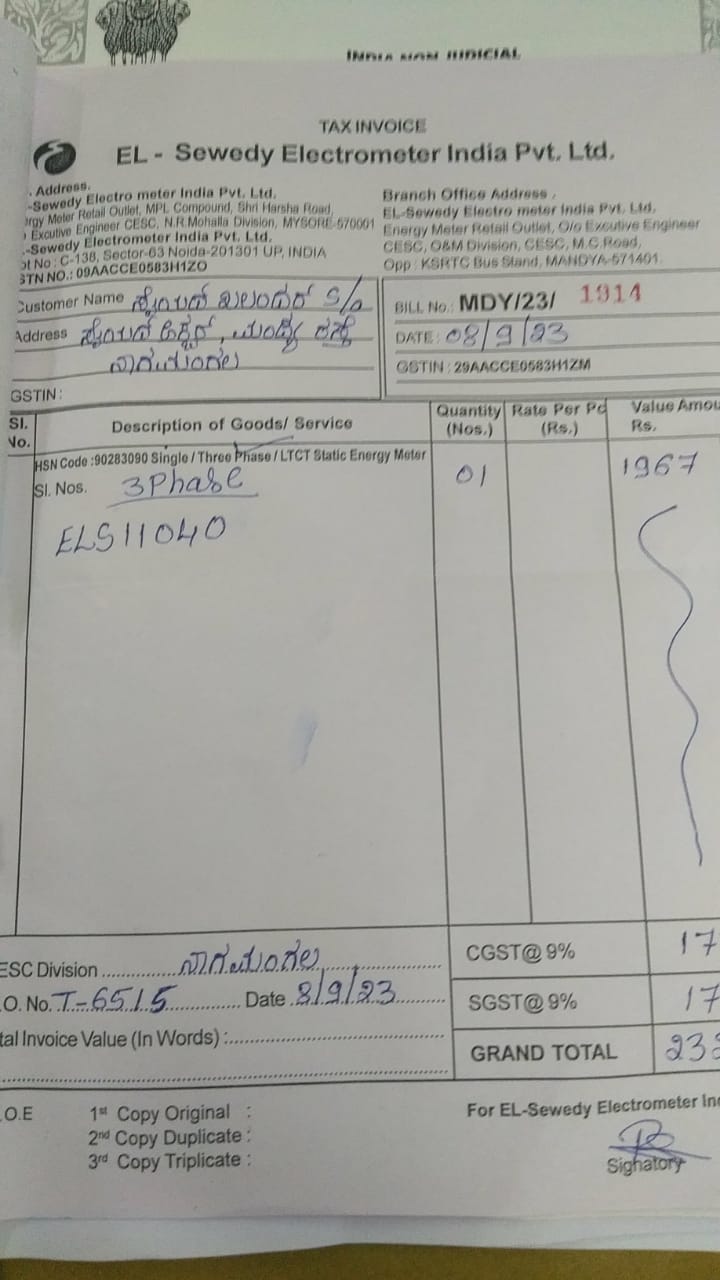 INDIA NON JUDICIAL
TAX INVOICE
EL - Sewedy Electrometer India Pvt. Ltd.
. Address.
-Sewedy Electro meter India Pvt. Ltd.
rgy Meter Retail Outlet, MPL Compound, Shri Harsha Road,
Excutive Engineer CESC, N.R.Mohalla Division, MYSORE-570001
-Sewedy Electrometer India Pvt. Ltd.
ot No : C-138, Sector-63 Noida-201301 UP, INDIA
STN NO.: 09AACCE0583H1ZO
Branch Office Address .
EL-Sewedy Electro meter India Pvt. Ltd.
Energy Meter Retail Outlet, O/o Excutive Engineer
CESC, O&M Division, CESC, M.C.Road,
Opp : KSRTC Bus Stand, MANDYA-571401.
Customer Name S/o
Address
ನಾಗಮಂಗಲ
GSTIN :
BILL No.: MDY/23/ 1914
DATE : 08/9/23
GSTIN : 29AACCE0583H1ZM
Sl. No. Description of Goods/ Service Quantity (Nos.) Rate Per Pc (Rs.) Value Amou Rs.
HSN Code :90283090 Single / Three Phase / LTCT Static Energy Meter
Sl. Nos. 3Phase 01 1967
ELS11040
ESC Division ............. ನಾಗಮಂಗಲ
.O. No. T-6515 Date 8/9/23
tal Invoice Value (In Words) :
CGST@ 9% 17
SGST@ 9% 17
GRAND TOTAL 23
.O.E 1st Copy Original :
2nd Copy Duplicate :
3rd Copy Triplicate :
For EL-Sewedy Electrometer In
Signatory